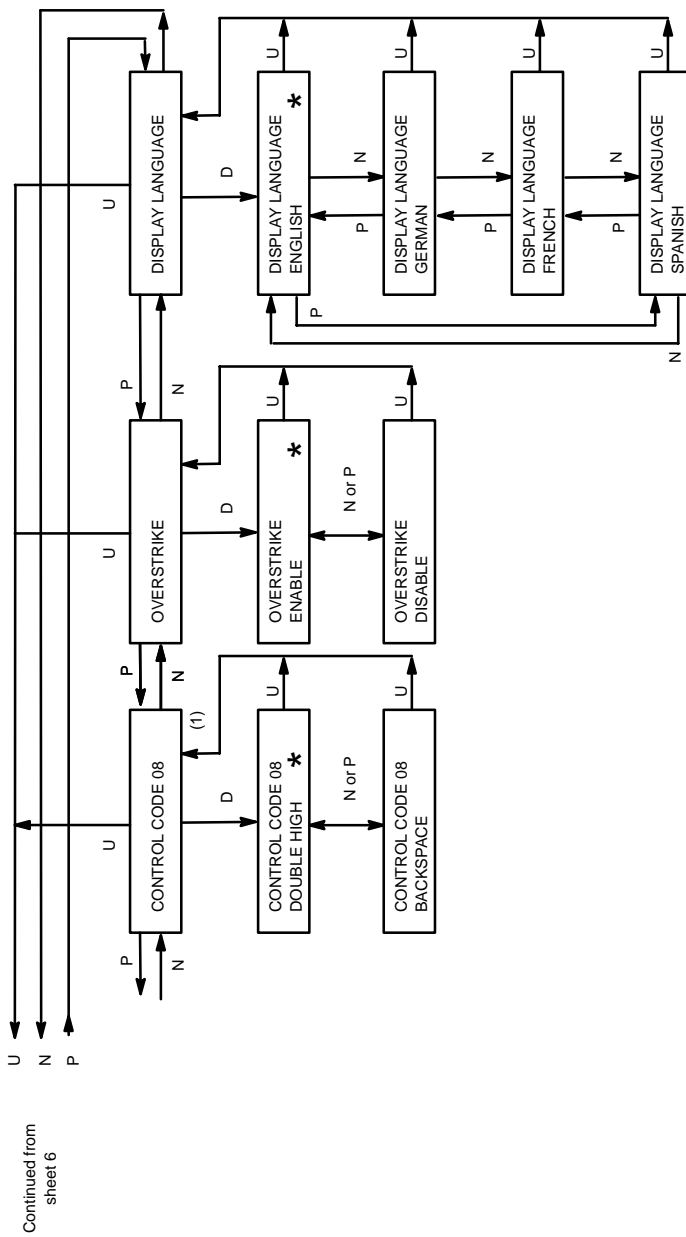 Continued from
sheet 6
U
N
P
P
N
CONTROL CODE 08
U
(1)
D
CONTROL CODE 08
DOUBLE HIGH
*
U
N or P
CONTROL CODE 08
BACKSPACE
U
P
N
OVERSTRIKE
U
D
OVERSTRIKE
ENABLE
*
U
N or P
OVERSTRIKE
DISABLE
U
P
N
DISPLAY LANGUAGE
U
D
DISPLAY LANGUAGE
ENGLISH
*
U
P
N
DISPLAY LANGUAGE
GERMAN
U
P
N
DISPLAY LANGUAGE
FRENCH
U
P
N
DISPLAY LANGUAGE
SPANISH
U
P
N